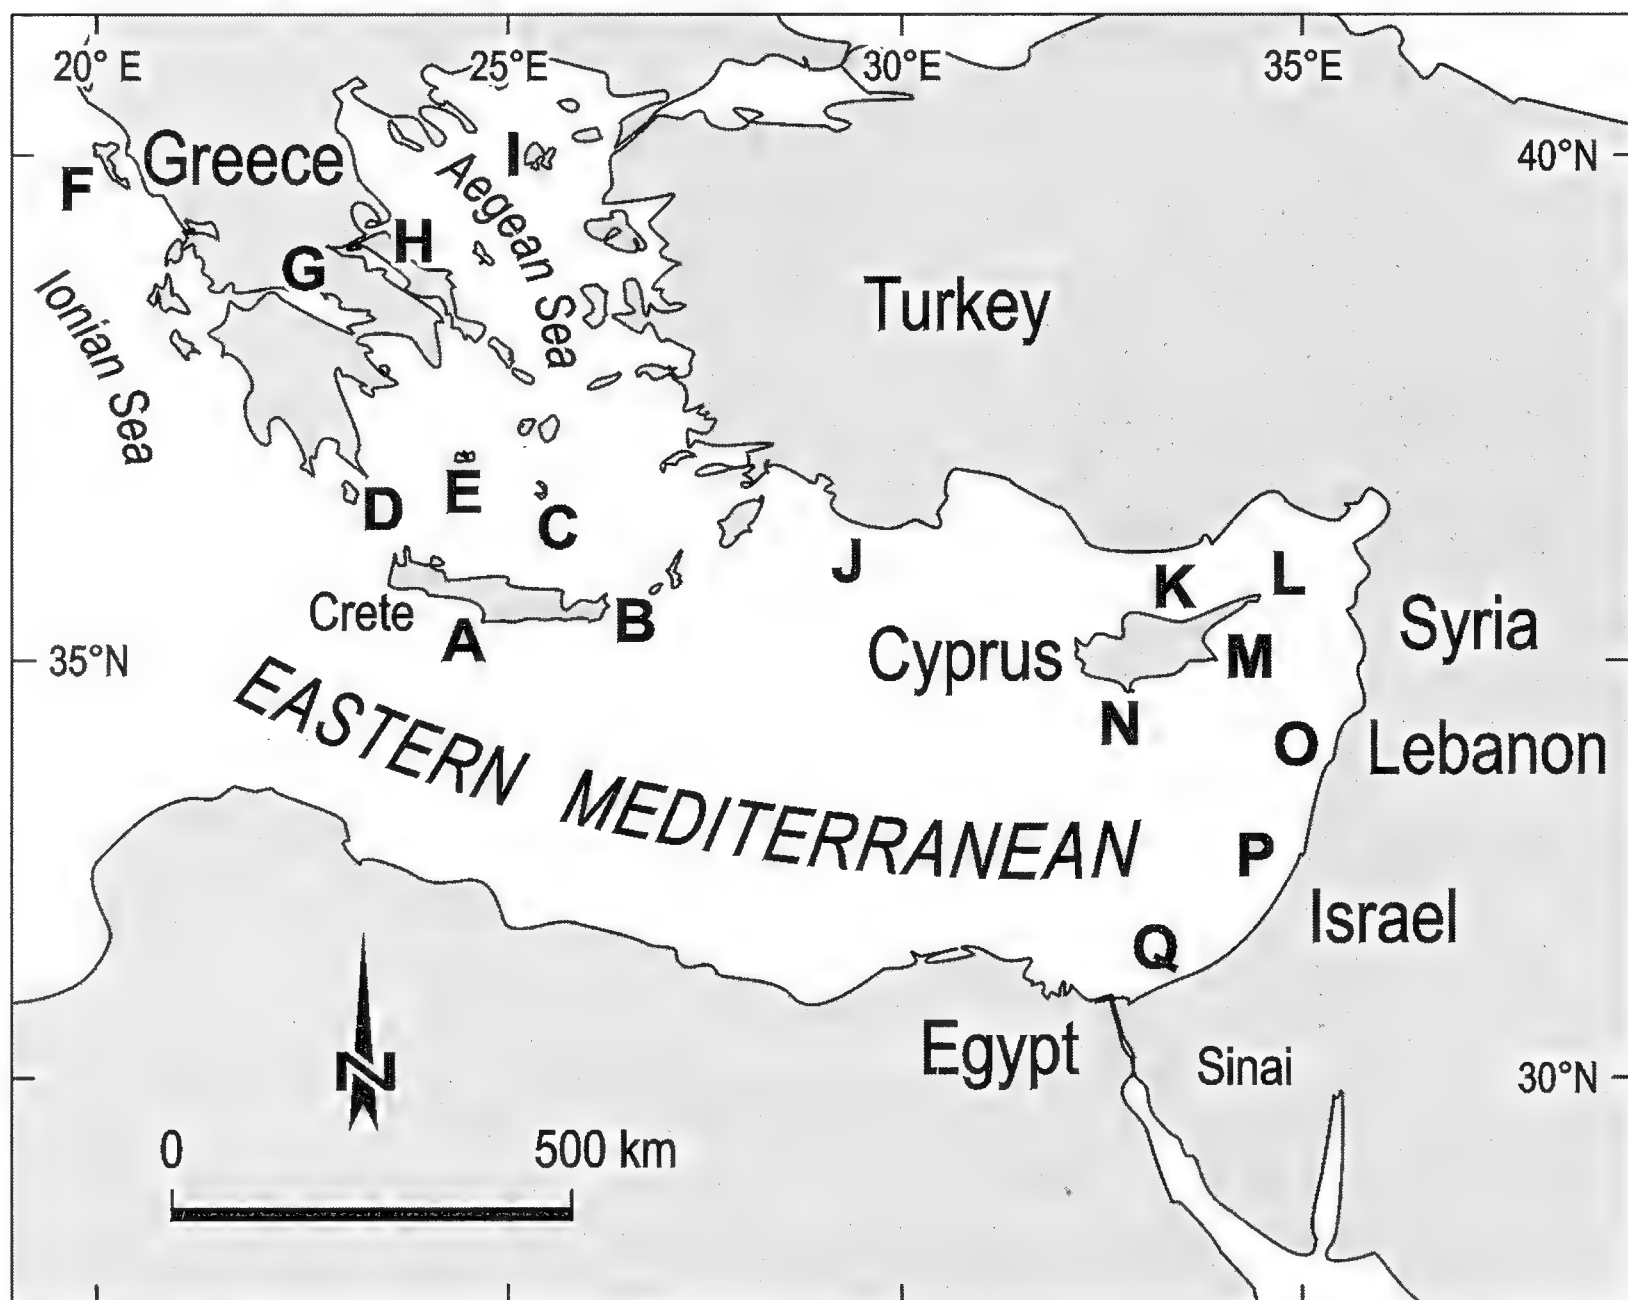 20° E
25°E
30°E
35°E
Greece
I
40°N
F
Aegean Sea
H
G
Ionian Sea
Turkey
D
E
C
J
K
L
Crete
A
B
Cyprus
M
Syria
35°N
N
O
Lebanon
EASTERN MEDITERRANEAN
P
Israel
Q
Egypt
Sinai
30°N
N
0
500 km